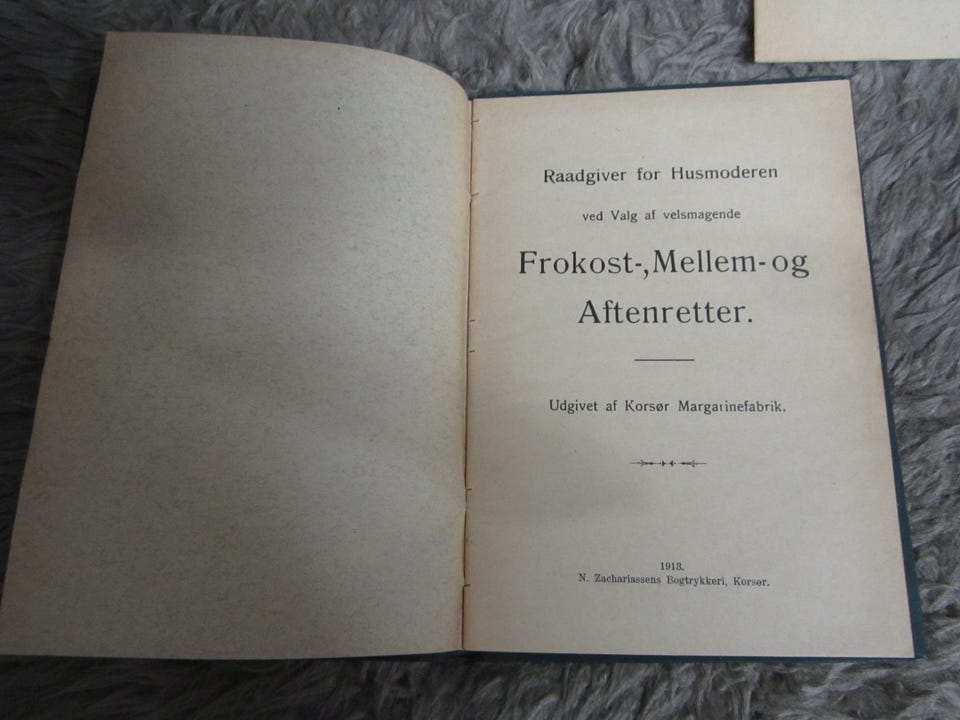 Raadgiver for Husmoderen
ved Valg af velsmagende
Frokost-, Mellem- og
Aftenretter.
Udgivet af Korsør Margarinefabrik.
1913.
N. Zachariassens Bogtrykkeri, Korsør.